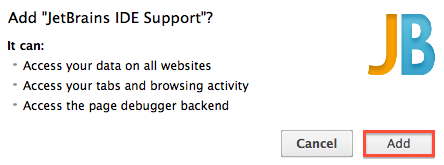 Add "JetBrains IDE Support"?
It can:
Access your data on all websites
Access your tabs and browsing activity
Access the page debugger backend
JB
Cancel
Add